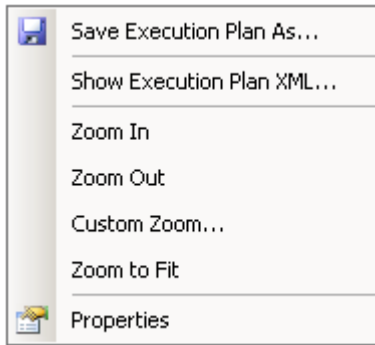 Save Execution Plan As...
Show Execution Plan XML...
Zoom In
Zoom Out
Custom Zoom...
Zoom to Fit
Properties